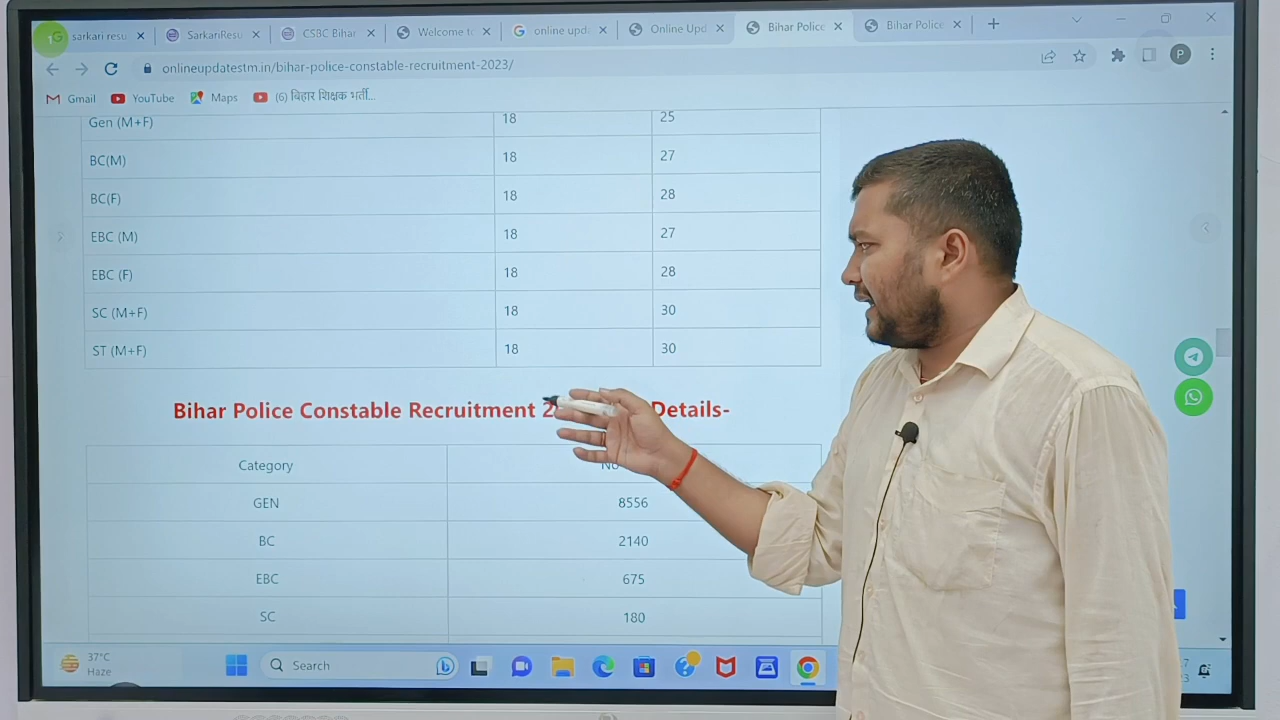 sarkari resu
SarkariResu
CSBC Bihar
Welcome t
online upd
Online Upd
Bihar Police
Bihar Police
onlineupdatestm.in/bihar-police-constable-recruitment-2023/
P
Gmail
YouTube
Maps
(6) बिहार शिक्षक भर्ती...
Gen (M+F) 18 25
BC(M) 18 27
BC(F) 18 28
EBC (M) 18 27
EBC (F) 18 28
SC (M+F) 18 30
ST (M+F) 18 30
Bihar Police Constable Recruitment 2 Details-
Category No
GEN 8556
BC 2140
EBC 675
SC 180
37°C
Haze
Search